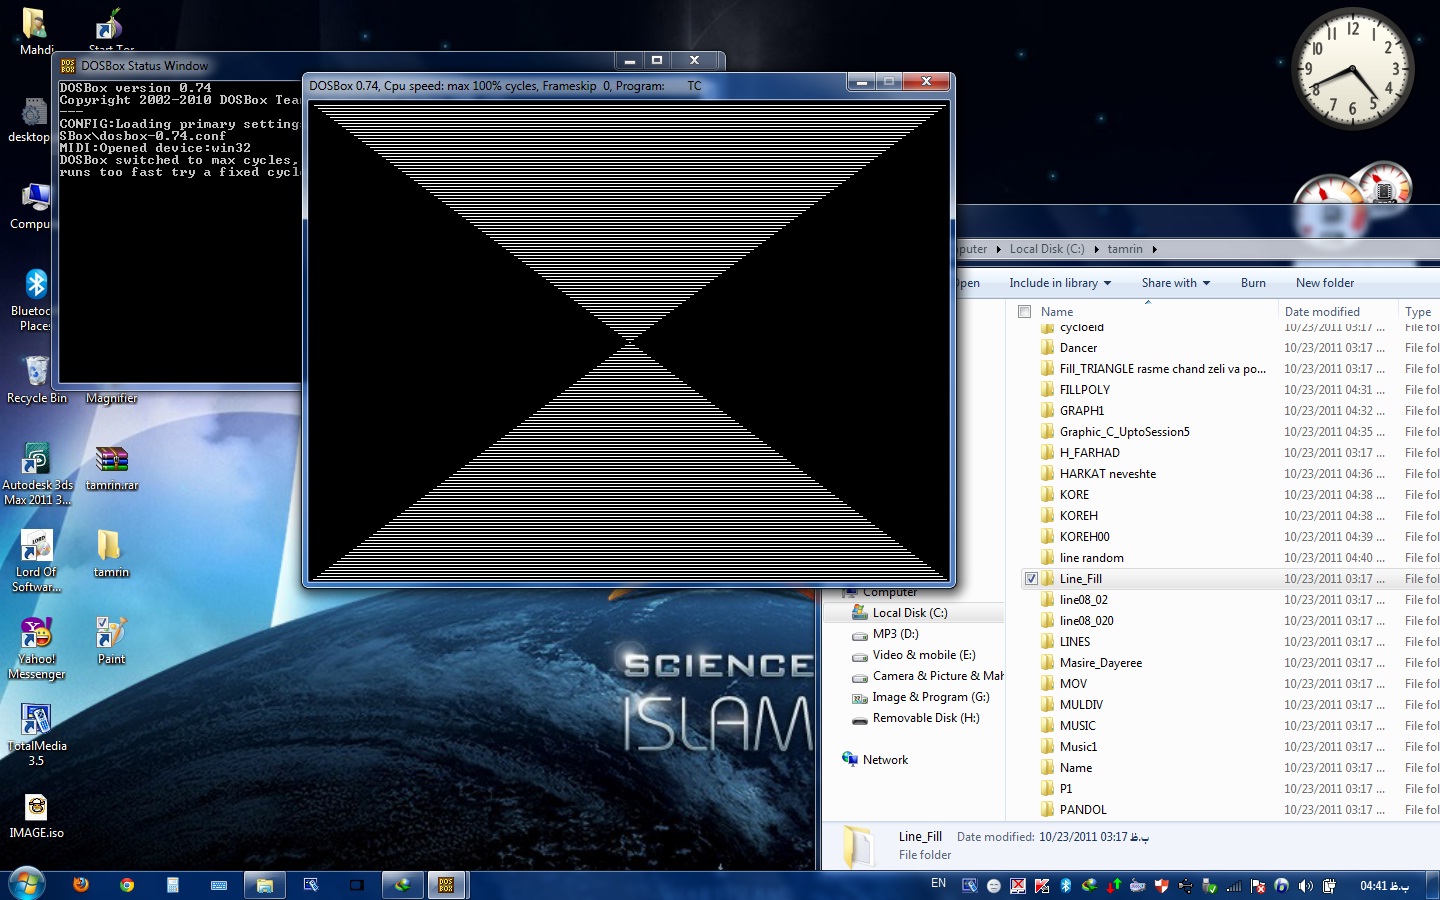 Mahdi
Start Tor
DOSBox Status Window
DOSBox version 0.74
Copyright 2002-2010 DOSBox Tea
---
CONFIG:Loading primary settings
SBox\dosbox-0.74.conf
MIDI:Opened device:win32
DOSBox switched to max cycles,
runs too fast try a fixed cycl
DOSBox 0.74, Cpu speed: max 100% cycles, Frameskip 0, Program: TC
desktop
Compu
Bluetoc
Places
Recycle Bin
Magnifier
Autodesk 3ds
Max 2011 3...
tamrin.rar
Lord Of
Softwar...
tamrin
Yahoo!
Messenger
Paint
TotalMedia
3.5
IMAGE.iso
SCIENCE
ISLAM
12 1 2 3 4 5 6 7 8 9 10 11
puter ▸ Local Disk (C:) ▸ tamrin ▸
Open Include in library Share with Burn New folder
Name Date modified Type
cycloeid 10/23/2011 03:17 ... File fol
Dancer 10/23/2011 03:17 ... File fol
Fill_TRIANGLE rasme chand zeli va po... 10/23/2011 03:17 ... File fol
FILLPOLY 10/23/2011 04:31 ... File fol
GRAPH1 10/23/2011 04:32 ... File fol
Graphic_C_UptoSession5 10/23/2011 04:35 ... File fol
H_FARHAD 10/23/2011 03:17 ... File fol
HARKAT neveshte 10/23/2011 04:36 ... File fol
KORE 10/23/2011 04:38 ... File fol
KOREH 10/23/2011 04:38 ... File fol
KOREH00 10/23/2011 04:39 ... File fol
line random 10/23/2011 04:40 ... File fol
Line_Fill 10/23/2011 03:17 ... File fol
line08_02 10/23/2011 03:17 ... File fol
line08_020 10/23/2011 03:17 ... File fol
LINES 10/23/2011 03:17 ... File fol
Masire_Dayeree 10/23/2011 03:17 ... File fol
MOV 10/23/2011 03:17 ... File fol
MULDIV 10/23/2011 03:17 ... File fol
MUSIC 10/23/2011 03:17 ... File fol
Music1 10/23/2011 03:17 ... File fol
Name 10/23/2011 03:17 ... File fol
P1 10/23/2011 03:17 ... File fol
PANDOL 10/23/2011 03:17 ... File fol
Computer
Local Disk (C:)
MP3 (D:)
Video & mobile (E:)
Camera & Picture & Mah
Image & Program (G:)
Removable Disk (H:)
Network
Line_Fill Date modified: 10/23/2011 03:17 ب.ظ
File folder
EN
04:41 ب.ظ